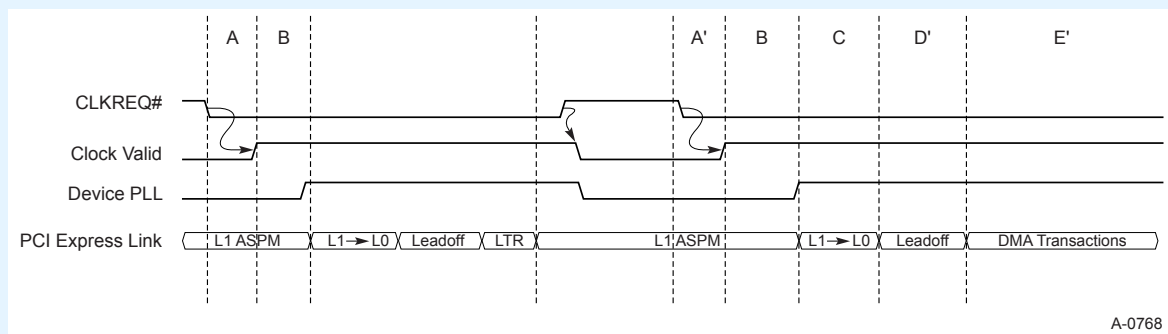 A B A' B C D' E'
CLKREQ#
Clock Valid
Device PLL
PCI Express Link L1 ASPM L1→L0 Leadoff LTR L1 ASPM L1→L0 Leadoff DMA Transactions
A-0768